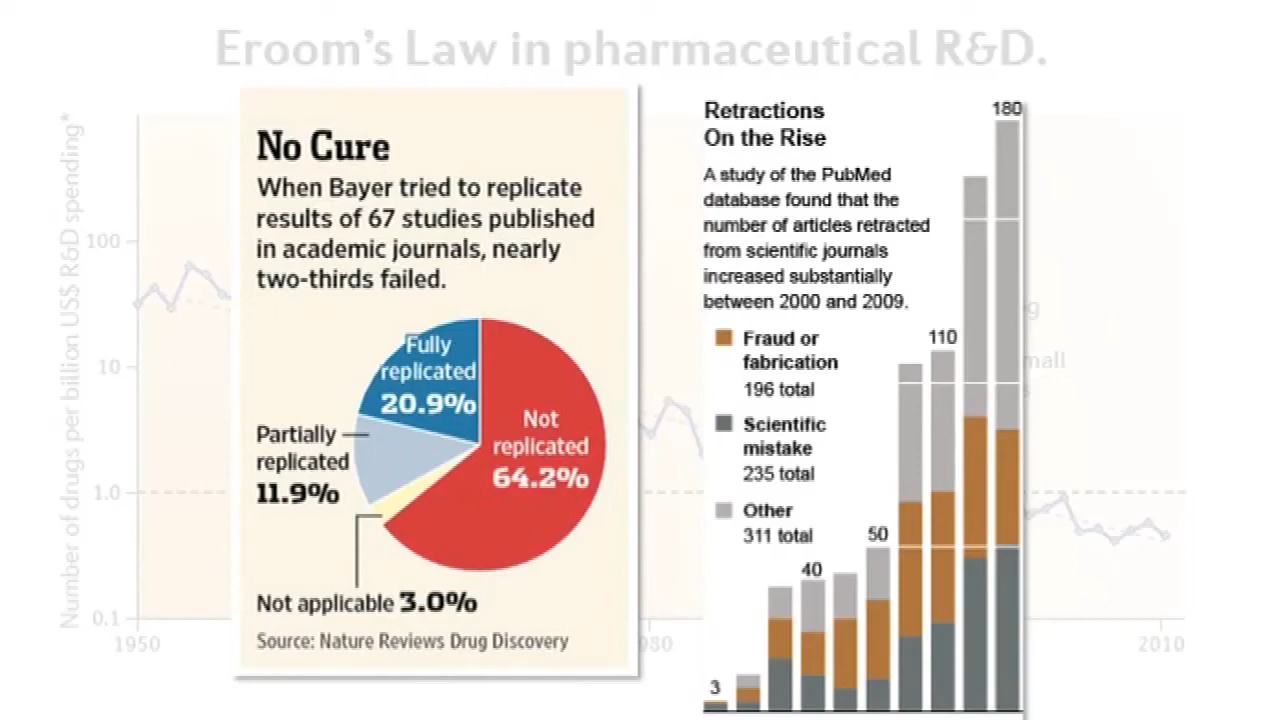 Eroom's Law in pharmaceutical R&D.
Number of drugs per billion US$ R&D spending*
100
10
1.0
0.1
1950
No Cure
When Bayer tried to replicate
results of 67 studies published
in academic journals, nearly
two-thirds failed.
Fully
replicated
20.9%
Not
replicated
64.2%
Partially
replicated
11.9%
Not applicable 3.0%
Source: Nature Reviews Drug Discovery
980
Retractions
On the Rise
A study of the PubMed
database found that the
number of articles retracted
from scientific journals
increased substantially
between 2000 and 2009.
Fraud or
fabrication
196 total
Scientific
mistake
235 total
Other
311 total
3
40
50
110
180
mall
2010